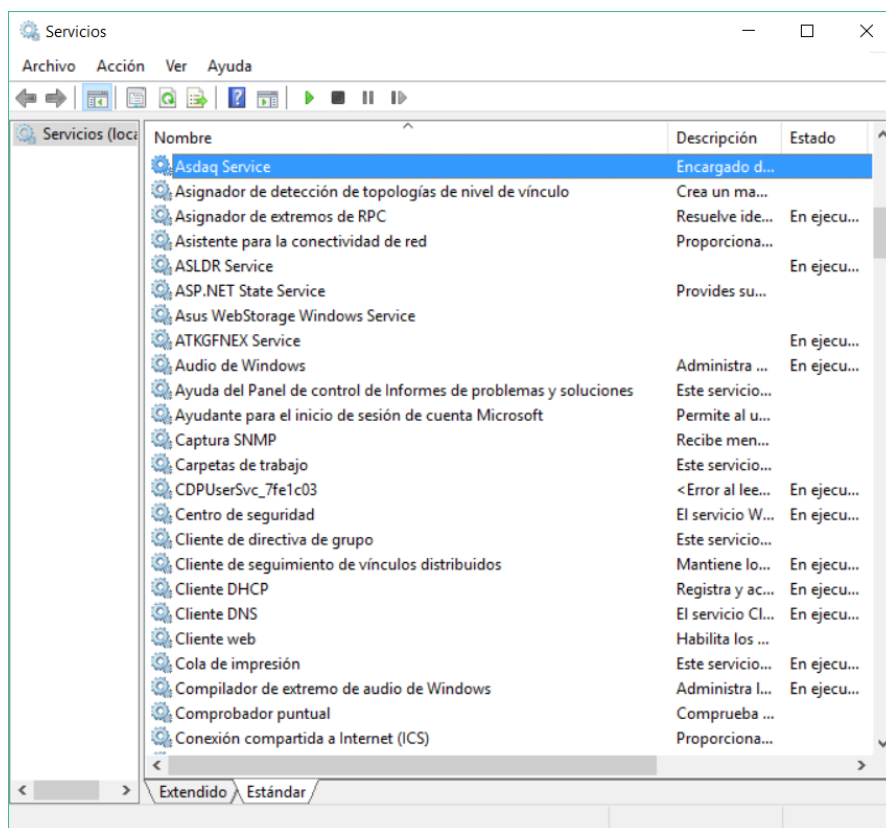 Servicios
Archivo Acción Ver Ayuda
Servicios (loca
Nombre Descripción Estado
Asdaq Service Encargado d...
Asignador de detección de topologías de nivel de vínculo Crea un ma...
Asignador de extremos de RPC Resuelve ide... En ejecu...
Asistente para la conectividad de red Proporciona...
ASLDR Service En ejecu...
ASP.NET State Service Provides su...
Asus WebStorage Windows Service
ATKGFNEX Service En ejecu...
Audio de Windows Administra ... En ejecu...
Ayuda del Panel de control de Informes de problemas y soluciones Este servicio...
Ayudante para el inicio de sesión de cuenta Microsoft Permite al u...
Captura SNMP Recibe men...
Carpetas de trabajo Este servicio...
CDPUserSvc_7fe1c03 <Error al lee... En ejecu...
Centro de seguridad El servicio W... En ejecu...
Cliente de directiva de grupo Este servicio...
Cliente de seguimiento de vínculos distribuidos Mantiene lo... En ejecu...
Cliente DHCP Registra y ac... En ejecu...
Cliente DNS El servicio Cl... En ejecu...
Cliente web Habilita los ...
Cola de impresión Este servicio... En ejecu...
Compilador de extremo de audio de Windows Administra l... En ejecu...
Comprobador puntual Comprueba ...
Conexión compartida a Internet (ICS) Proporciona...
Extendido Estándar